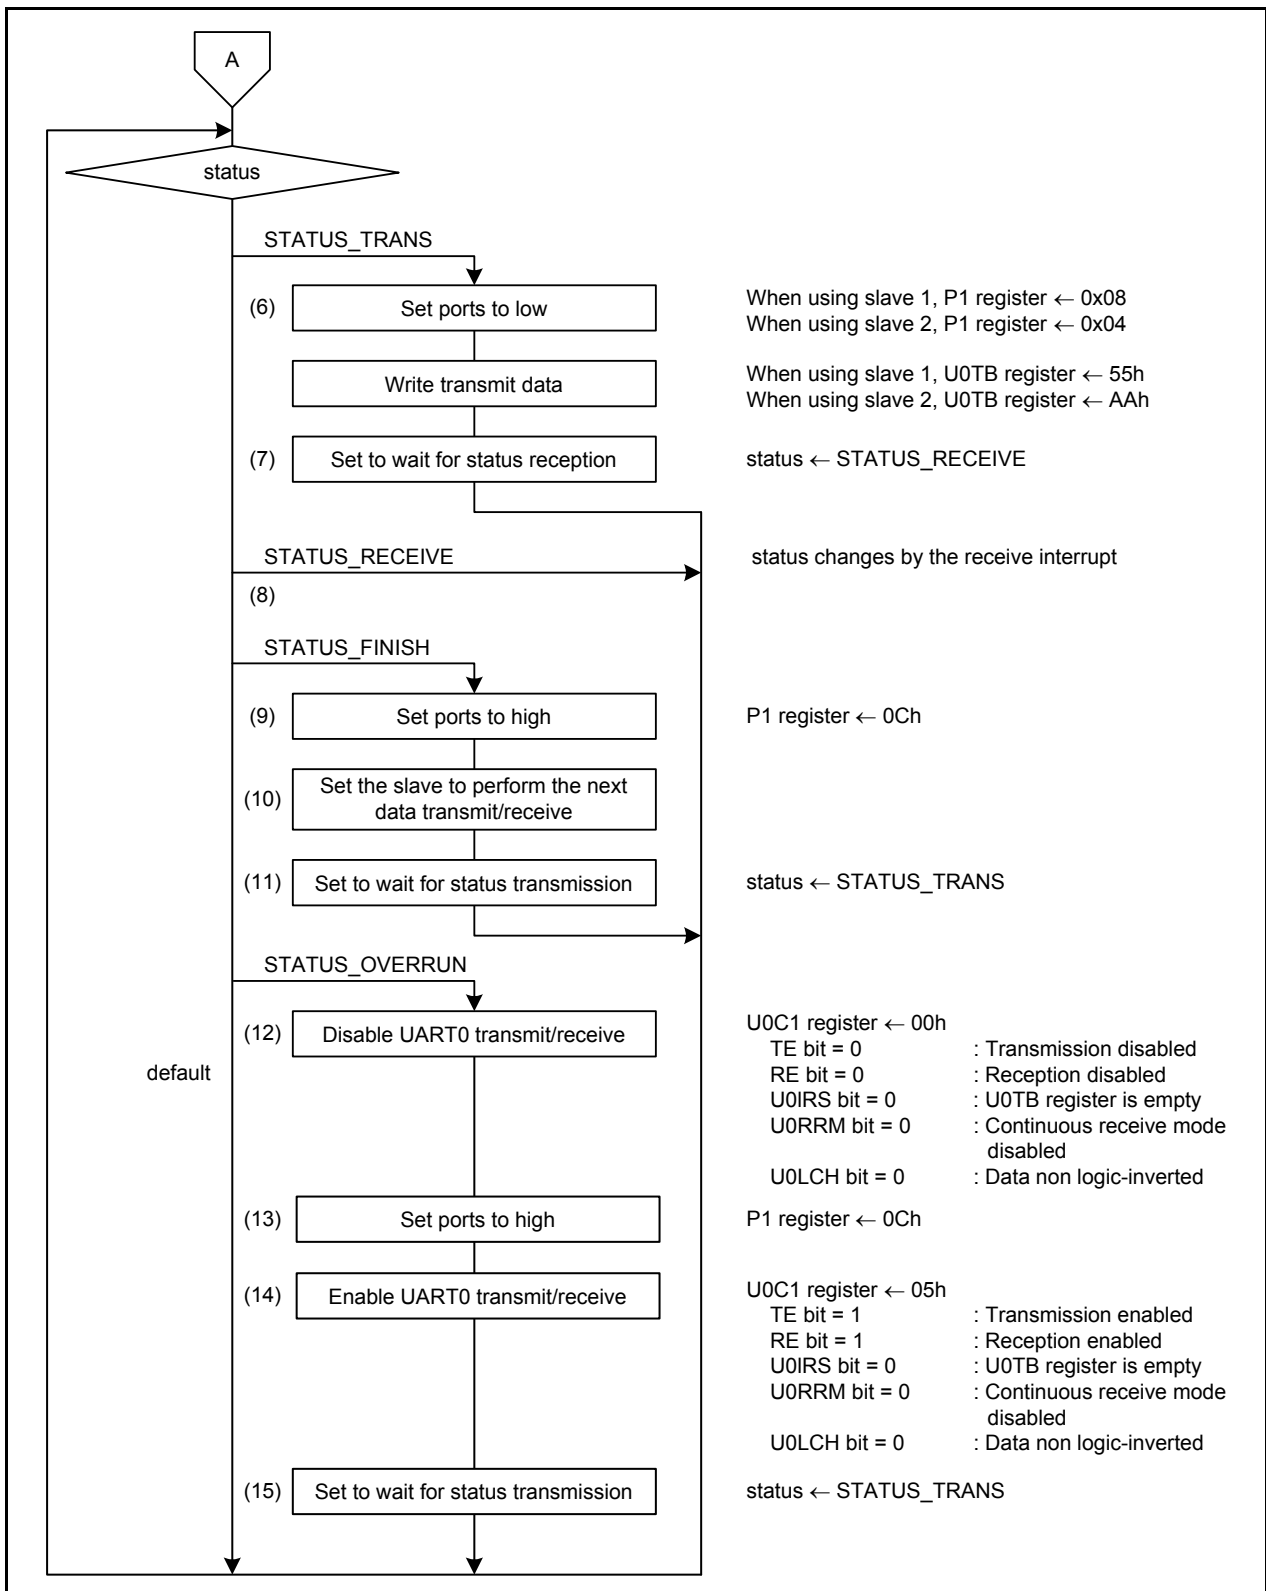 A
status
STATUS_TRANS
(6)
Set ports to low
When using slave 1, P1 register ← 0x08
When using slave 2, P1 register ← 0x04
Write transmit data
When using slave 1, U0TB register ← 55h
When using slave 2, U0TB register ← AAh
(7)
Set to wait for status reception
status ← STATUS_RECEIVE
STATUS_RECEIVE
status changes by the receive interrupt
(8)
STATUS_FINISH
(9)
Set ports to high
P1 register ← 0Ch
(10)
Set the slave to perform the next
data transmit/receive
(11)
Set to wait for status transmission
status ← STATUS_TRANS
STATUS_OVERRUN
(12)
Disable UART0 transmit/receive
U0C1 register ← 00h
TE bit = 0 : Transmission disabled
RE bit = 0 : Reception disabled
U0IRS bit = 0 : U0TB register is empty
U0RRM bit = 0 : Continuous receive mode
disabled
U0LCH bit = 0 : Data non logic-inverted
default
(13)
Set ports to high
P1 register ← 0Ch
(14)
Enable UART0 transmit/receive
U0C1 register ← 05h
TE bit = 1 : Transmission enabled
RE bit = 1 : Reception enabled
U0IRS bit = 0 : U0TB register is empty
U0RRM bit = 0 : Continuous receive mode
disabled
U0LCH bit = 0 : Data non logic-inverted
(15)
Set to wait for status transmission
status ← STATUS_TRANS